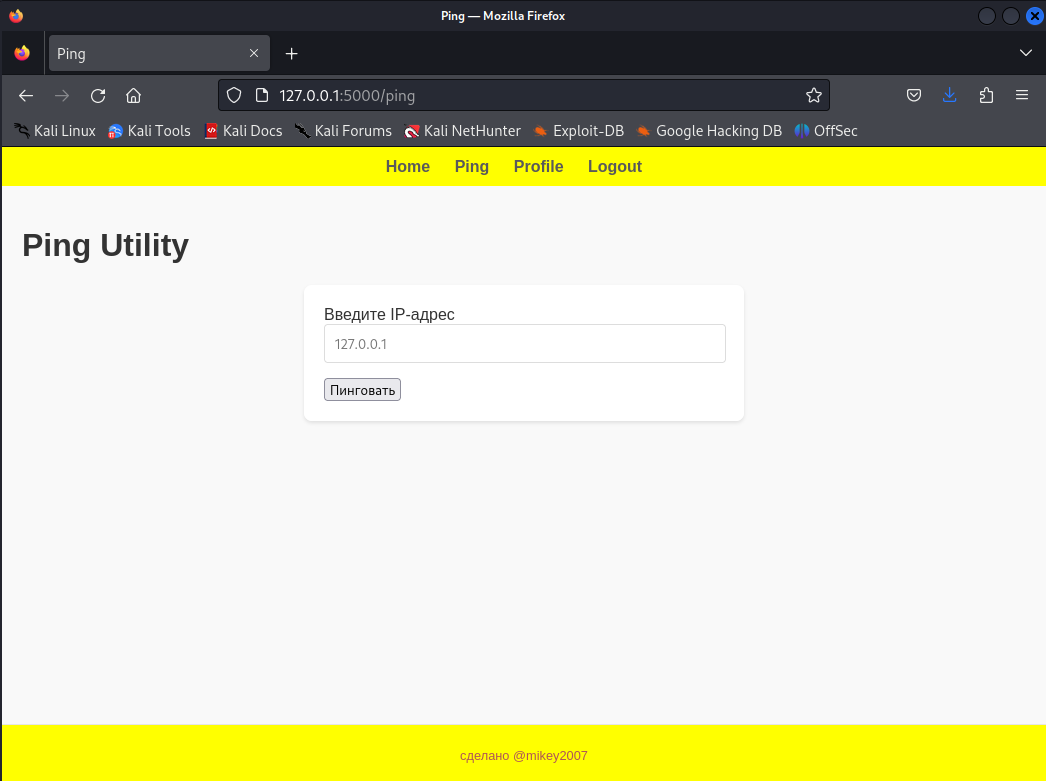 Ping — Mozilla Firefox
Ping
127.0.0.1:5000/ping
Kali Linux Kali Tools Kali Docs Kali Forums Kali NetHunter Exploit-DB Google Hacking DB OffSec
Home Ping Profile Logout
Ping Utility
Введите IP-адрес
127.0.0.1
Пинговать
сделано @mikey2007